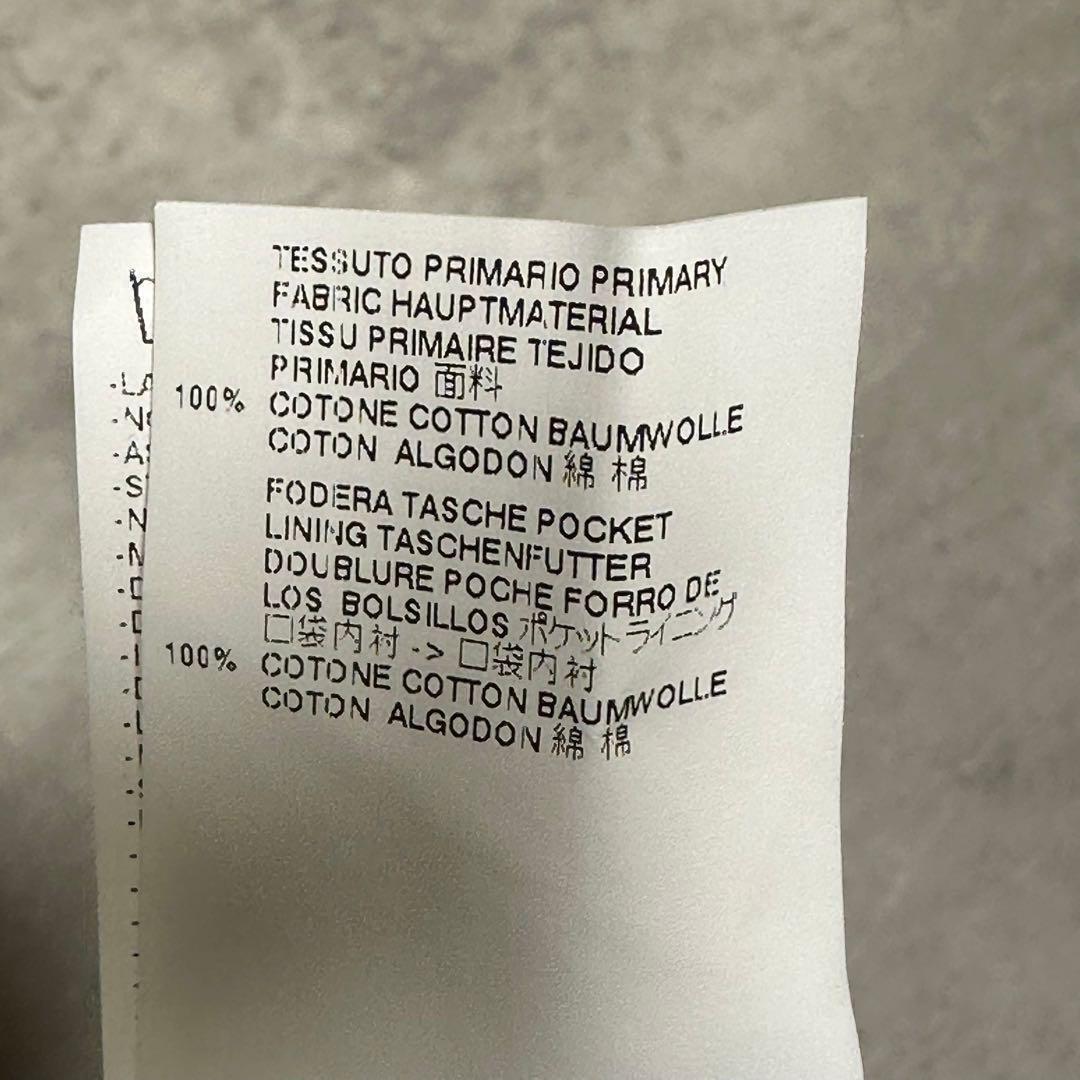 TESSUTO PRIMARIO PRIMARY
FABRIC HAUPTMATERIAL
TISSU PRIMAIRE TEJIDO
PRIMARIO 面料
100% COTONE COTTON BAUMWOLLE
COTON ALGODON 綿 棉
FODERA TASCHE POCKET
LINING TASCHENFUTTER
DOUBLURE POCHE FORRO DE
LOS BOLSILLOS ポケットライニング
口袋内衬 -> 口袋内衬
100% COTONE COTTON BAUMWOLLE
COTON ALGODON 綿 棉